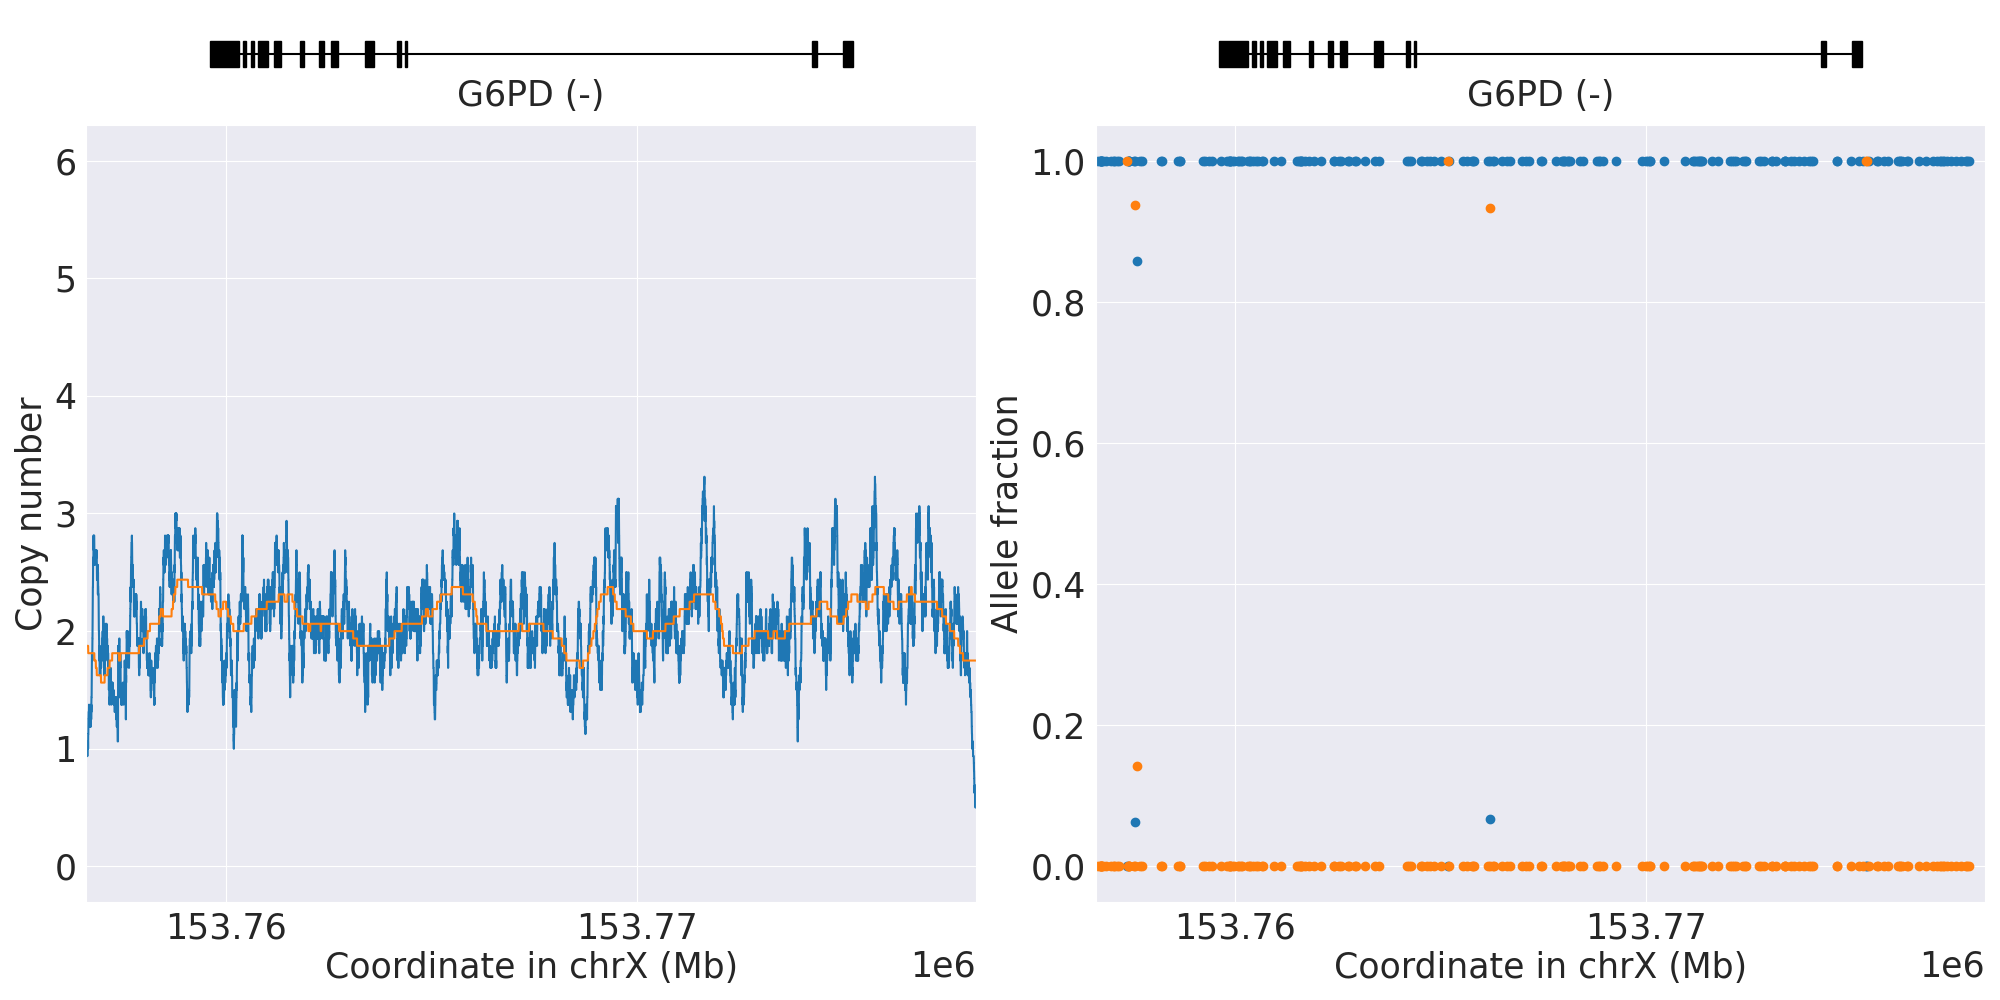 G6PD (-)
G6PD (-)
Copy number
6
5
4
3
2
1
0
153.76
153.77
Coordinate in chrX (Mb)
1e6
Allele fraction
1.0
0.8
0.6
0.4
0.2
0.0
153.76
153.77
Coordinate in chrX (Mb)
1e6